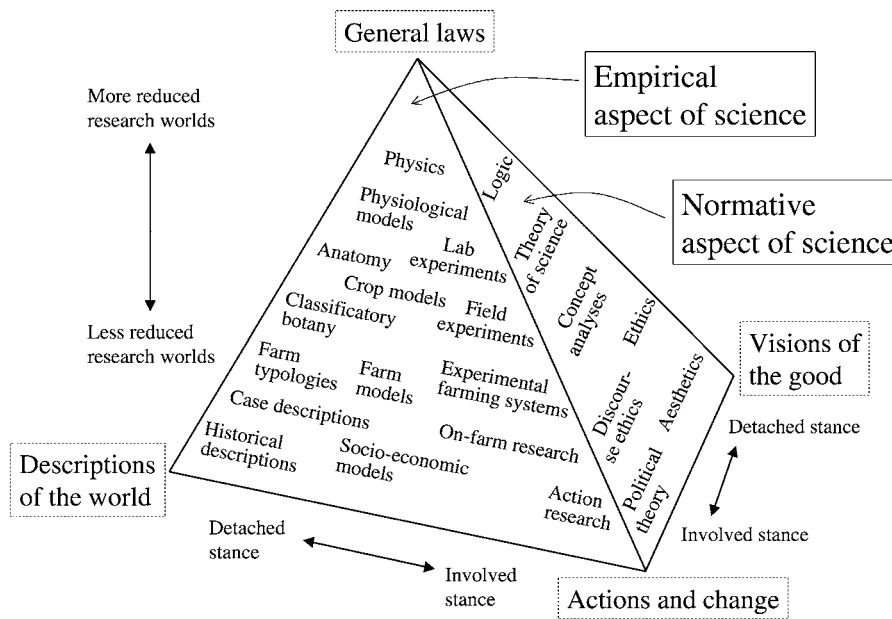 General laws
More reduced
research worlds
Empirical
aspect of science
Physics
Logic
Physiological
models
Normative
aspect of science
Theory
of science
Anatomy
Lab
experiments
Crop models
Concept
analyses
Classificatory
botany
Field
experiments
Ethics
Less reduced
research worlds
Visions of
the good
Farm
typologies
Farm
models
Experimental
farming systems
Discour-
se ethics
Aesthetics
Case descriptions
Detached stance
Historical
descriptions
Socio-economic
models
On-farm research
Descriptions
of the world
Political
theory
Action
research
Involved stance
Detached
stance
Involved
stance
Actions and change